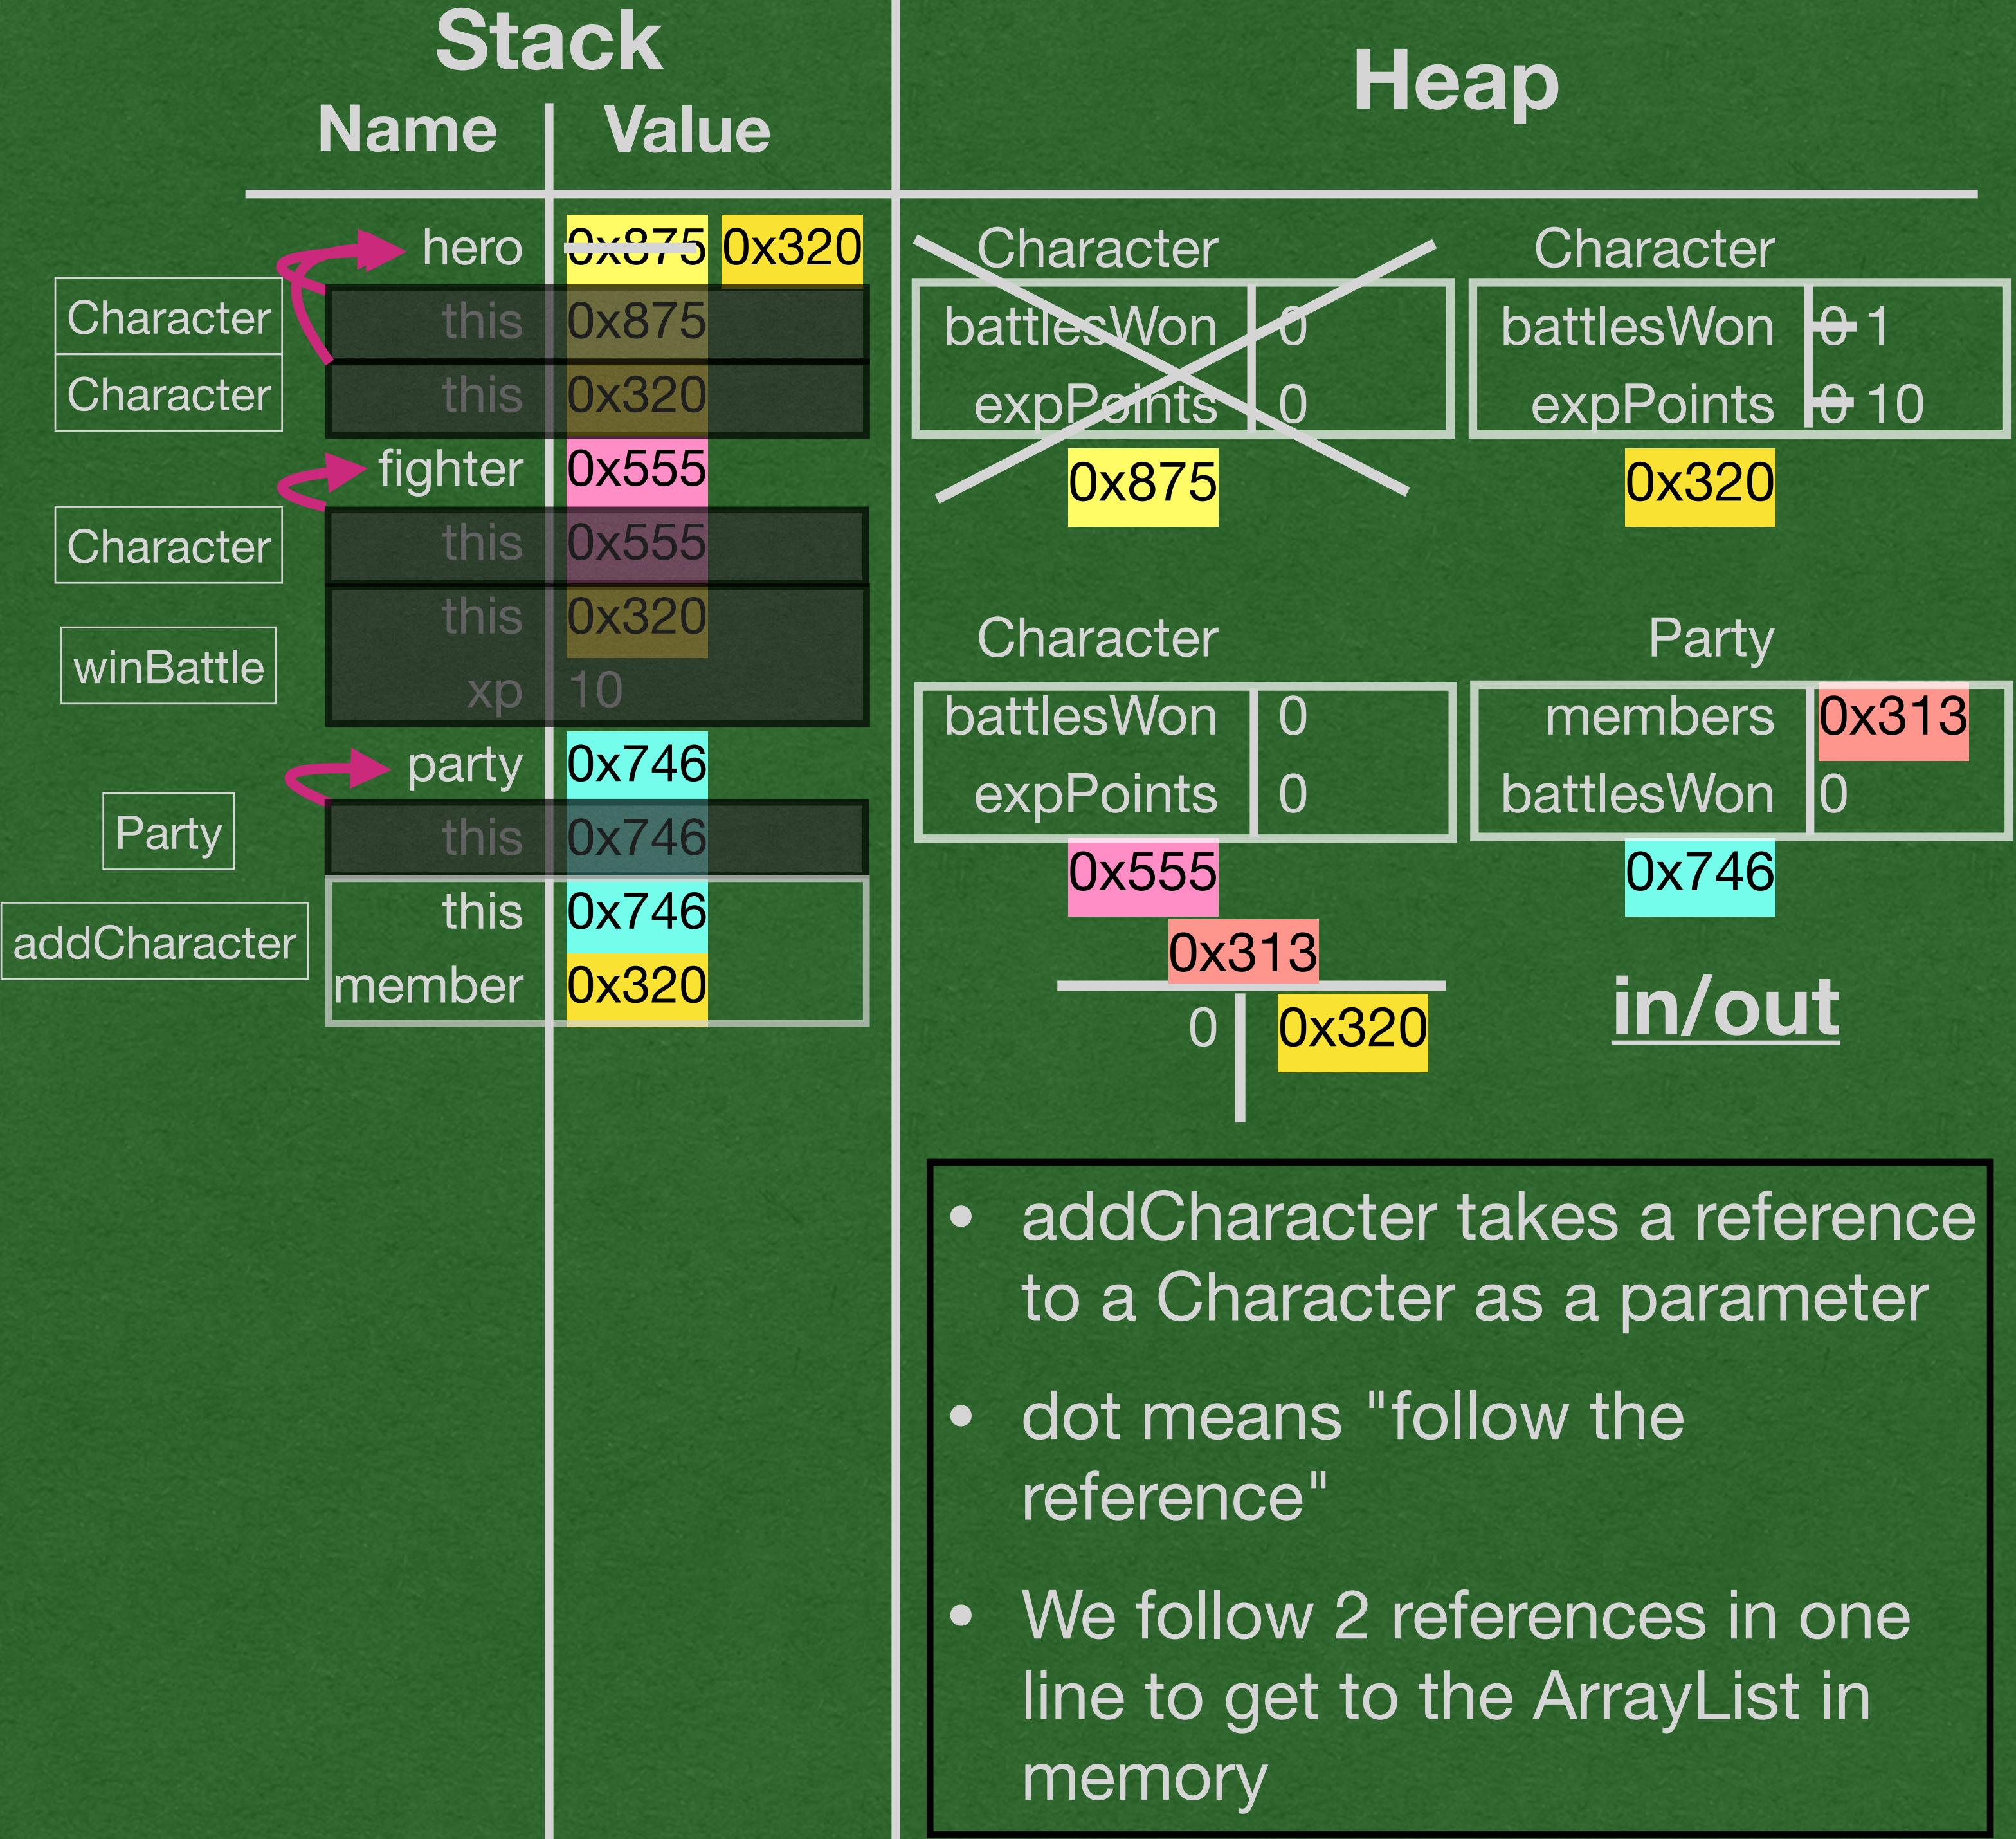 Stack
Heap
Name Value
hero 0x875 0x320
Character this 0x875
Character this 0x320
fighter 0x555
Character this 0x555
winBattle this 0x320
xp 10
party 0x746
Party this 0x746
addCharacter this 0x746
member 0x320
Character
battlesWon 0
expPoints 0
0x875
Character
battlesWon 0 1
expPoints 0 10
0x320
Character
battlesWon 0
expPoints 0
0x555
Party
members 0x313
battlesWon 0
0x746
0x313
0 0x320
in/out
• addCharacter takes a reference
to a Character as a parameter
• dot means "follow the
reference"
• We follow 2 references in one
line to get to the ArrayList in
memory